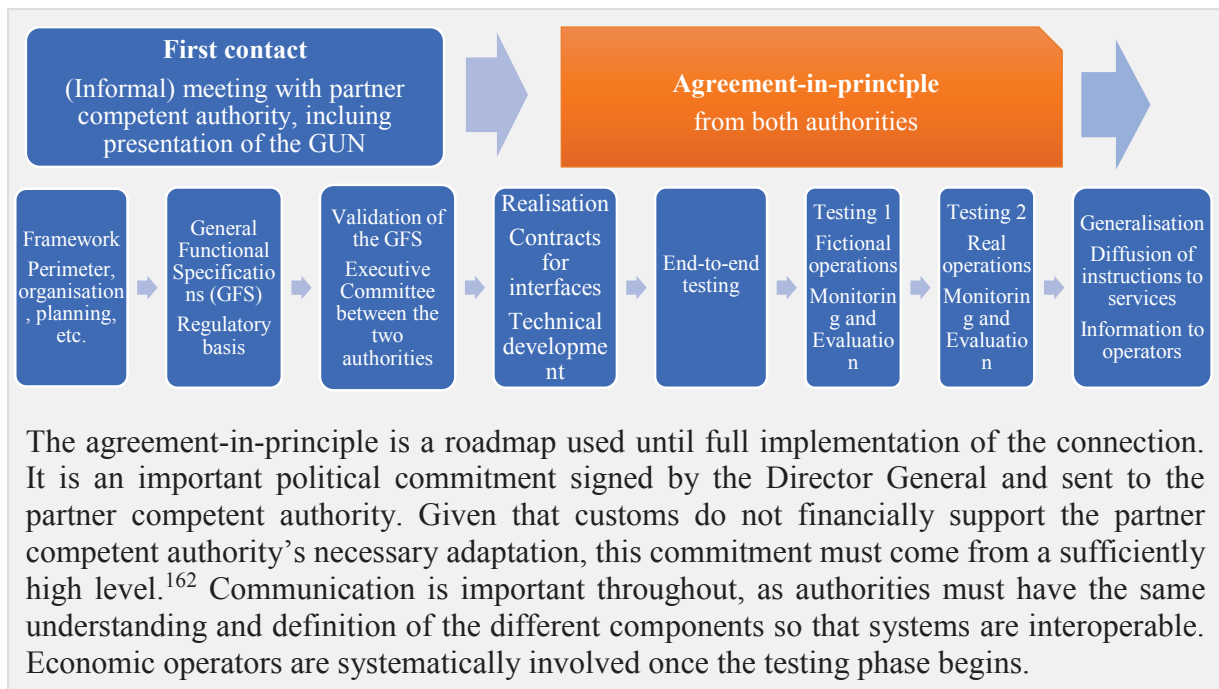 First contact
(Informal) meeting with partner
competent authority, incluing
presentation of the GUN
Agreement-in-principle
from both authorities
Framework
Perimeter,
organisation
, planning,
etc.
General
Functional
Specificatio
ns (GFS)
Regulatory
basis
Validation of
the GFS
Executive
Committee
between the
two
authorities
Realisation
Contracts
for
interfaces
Technical
developme
nt
End-to-end
testing
Testing 1
Fictional
operations
Monitorin
g and
Evaluatio
n
Testing 2
Real
operations
Monitorin
g and
Evaluatio
n
Generalisation
Diffusion of
instructions to
services
Information to
operators
The agreement-in-principle is a roadmap used until full implementation of the connection.
It is an important political commitment signed by the Director General and sent to the
partner competent authority. Given that customs do not financially support the partner
competent authority’s necessary adaptation, this commitment must come from a sufficiently
high level.162 Communication is important throughout, as authorities must have the same
understanding and definition of the different components so that systems are interoperable.
Economic operators are systematically involved once the testing phase begins.